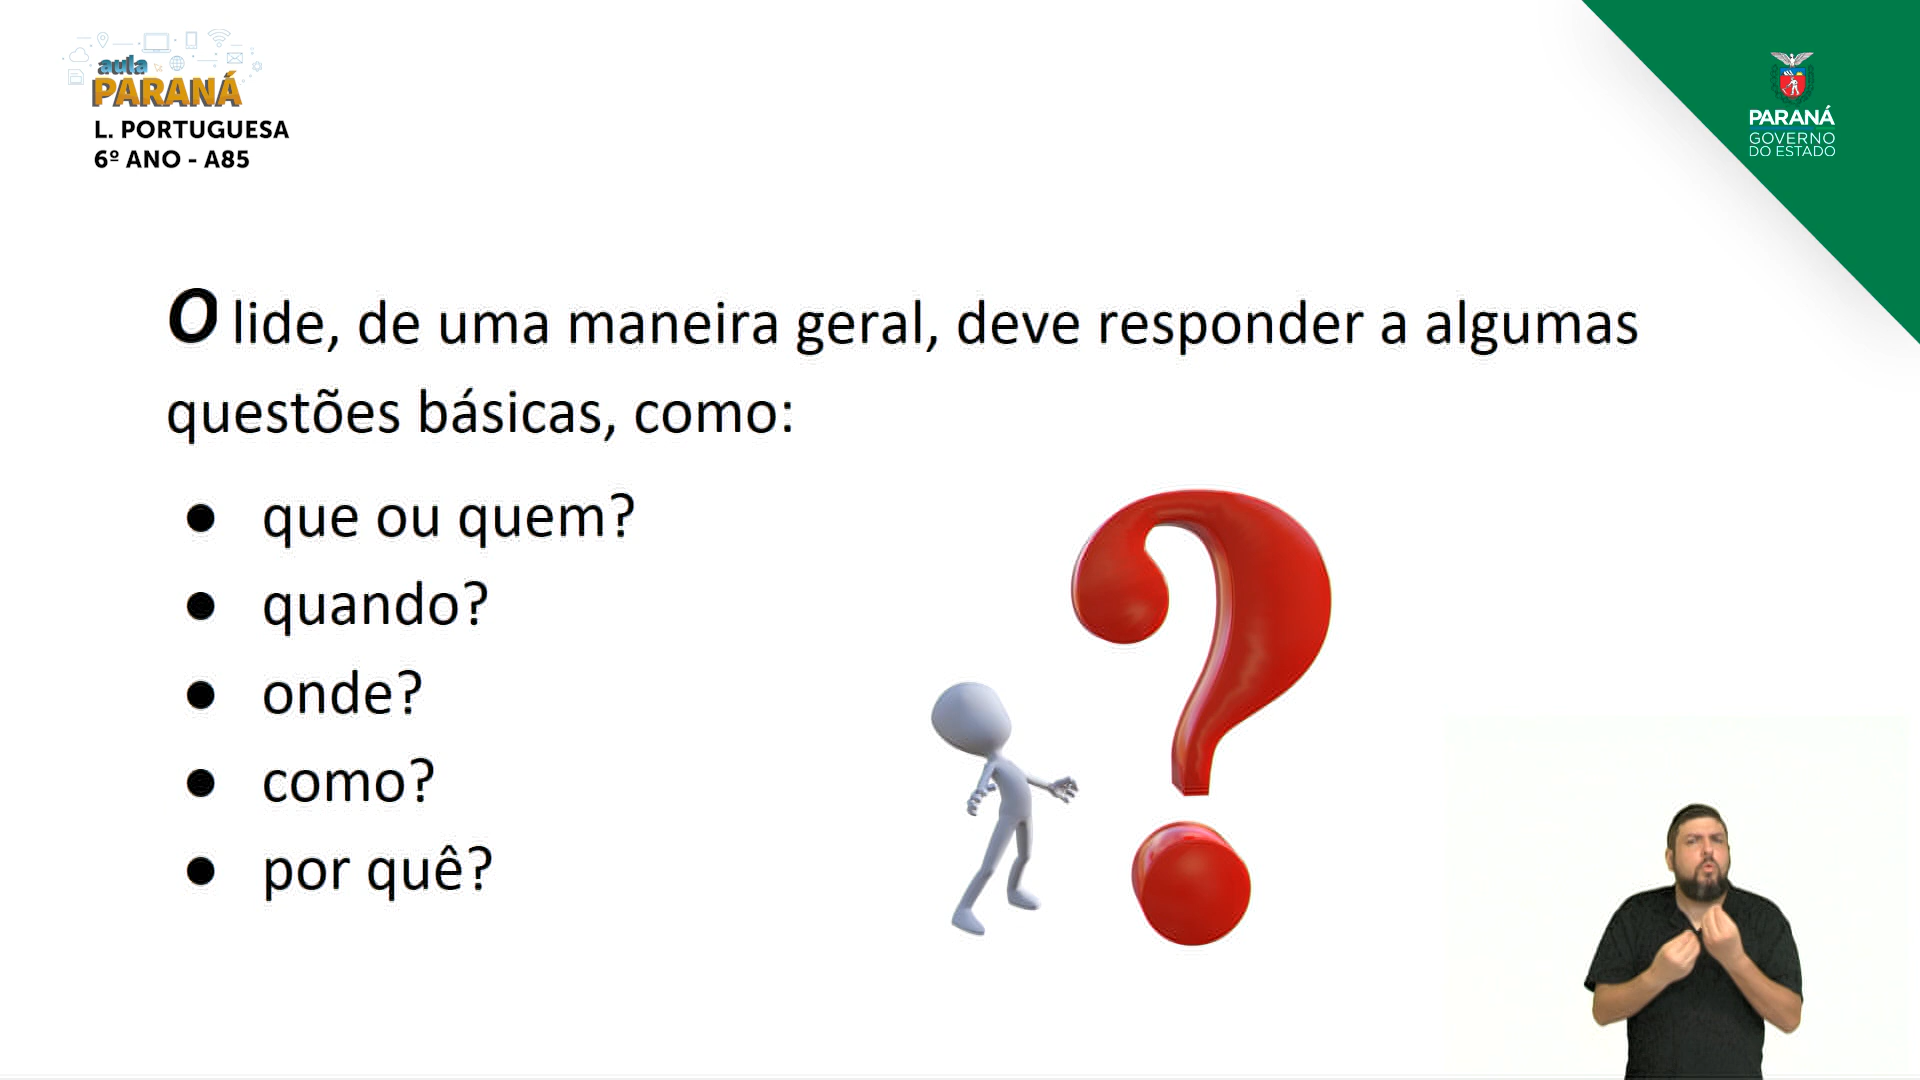 aula
PARANÁ
L. PORTUGUESA
6º ANO - A85
PARANÁ
GOVERNO
DO ESTADO
O lide, de uma maneira geral, deve responder a algumas
questões básicas, como:
● que ou quem?
● quando?
● onde?
● como?
● por quê?